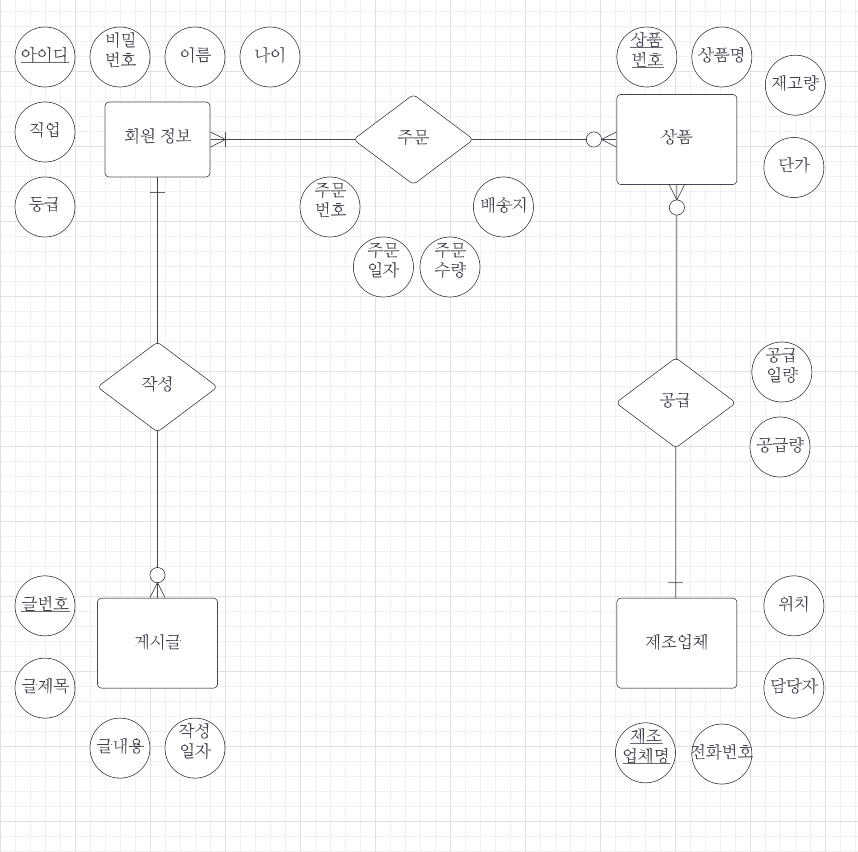 아이디
비밀
번호
이름
나이
상품
번호
상품명
재고량
직업
회원 정보
주문
상품
단가
등급
주문
번호
배송지
주문
일자
주문
수량
작성
공급
공급
일량
공급량
글번호
게시글
제조업체
위치
글제목
담당자
글내용
작성
일자
제조
업체명
전화번호